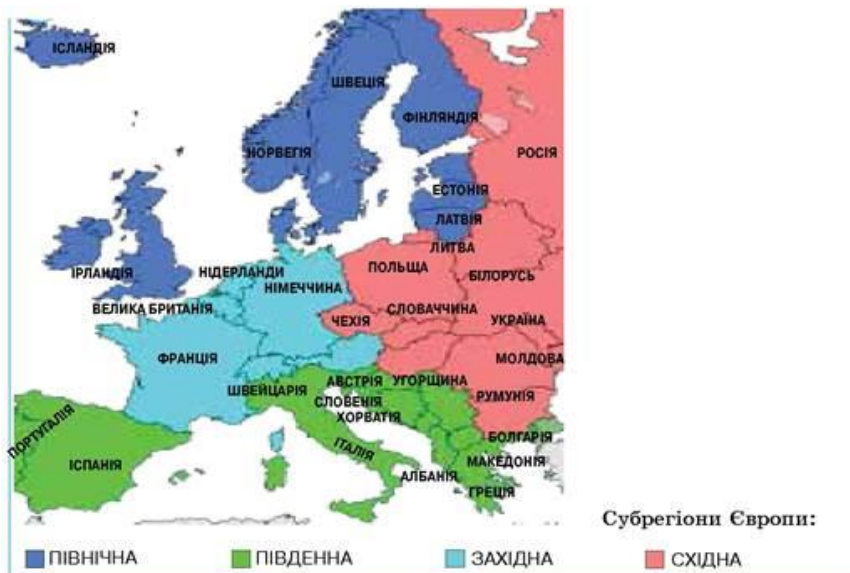 ІСЛАНДІЯ
ШВЕЦІЯ
ФІНЛЯНДІЯ
НОРВЕГІЯ
РОСІЯ
ЕСТОНІЯ
ЛАТВІЯ
ЛИТВА
ІРЛАНДІЯ
НІДЕРЛАНДИ
ПОЛЬЩА
БІЛОРУСЬ
НІМЕЧЧИНА
ВЕЛИКА БРИТАНІЯ
СЛОВАЧЧИНА
ЧЕХІЯ
УКРАЇНА
ФРАНЦІЯ
МОЛДОВА
ШВЕЙЦАРІЯ
АВСТРІЯ
УГОРЩИНА
СЛОВЕНІЯ
РУМУНІЯ
ХОРВАТІЯ
ПОРТУГАЛІЯ
БОЛГАРІЯ
ІТАЛІЯ
ІСПАНІЯ
МАКЕДОНІЯ
АЛБАНІЯ
ГРЕЦІЯ
Субрегіони Європи:
ПІВНІЧНА
ПІВДЕННА
ЗАХІДНА
СХІДНА